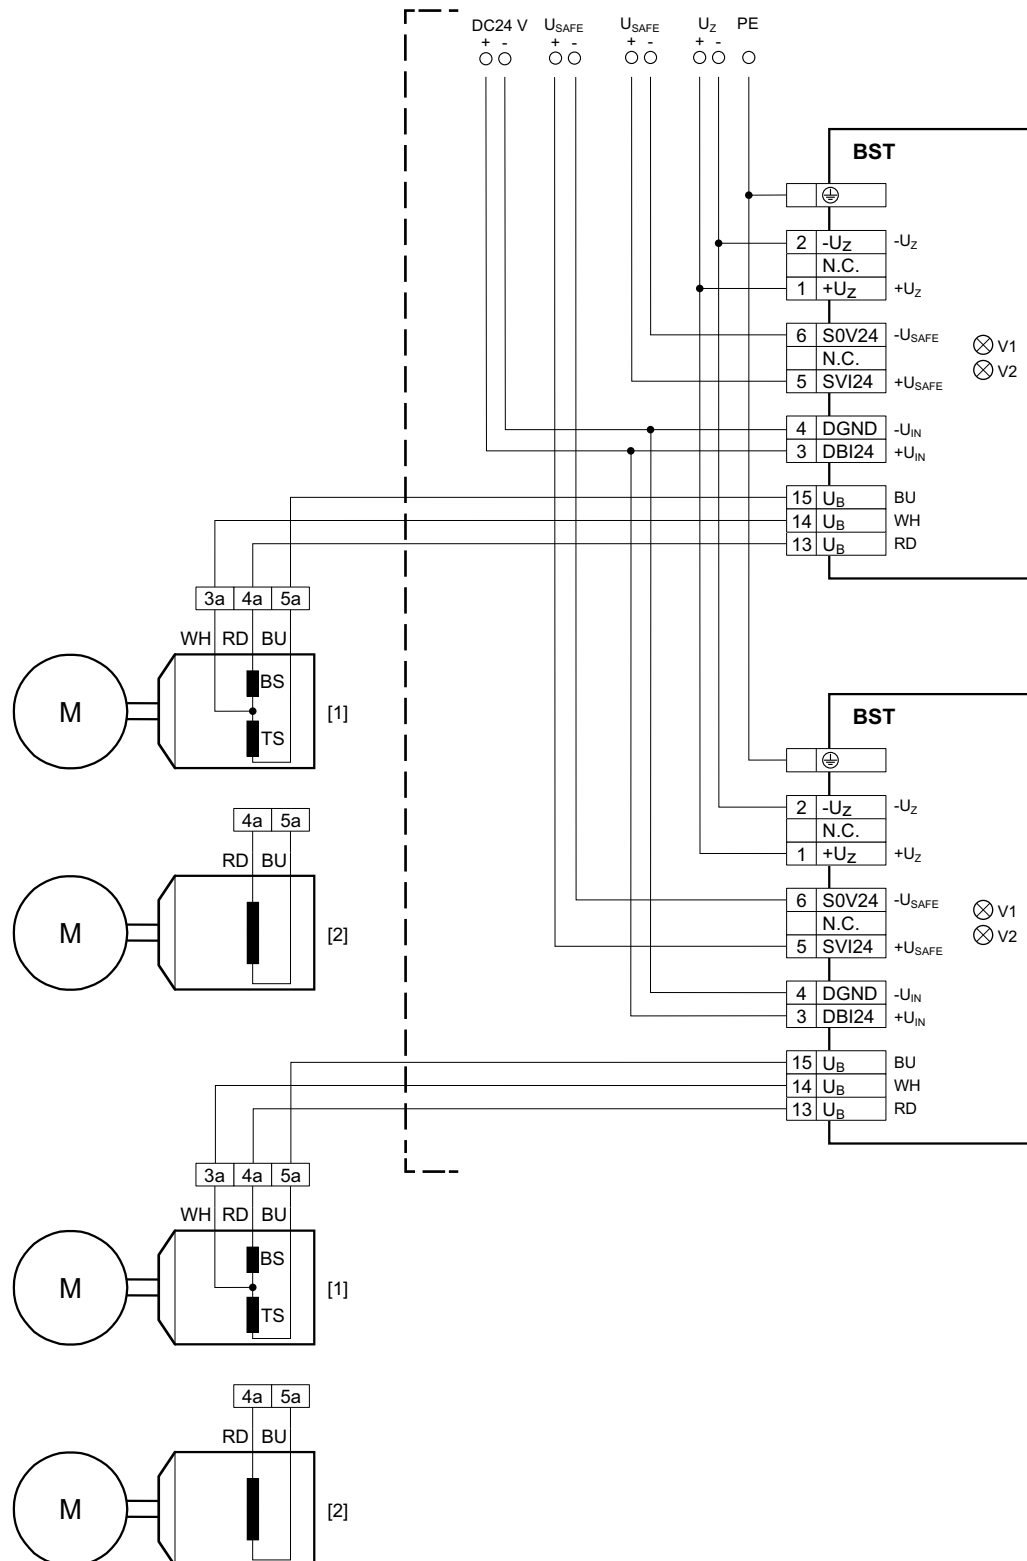 DC24 V USAFE USAFE UZ PE
+ - + - + - + -
BST
2 -UZ -UZ
N.C.
1 +UZ +UZ
6 S0V24 -USAFE
N.C.
5 SVI24 +USAFE
V1
V2
4 DGND -UIN
3 DBI24 +UIN
15 UB BU
14 UB WH
13 UB RD
3a 4a 5a
WH RD BU
BS
M [1]
TS
BST
4a 5a
2 -UZ -UZ
N.C.
1 +UZ +UZ
RD BU
M [2]
6 S0V24 -USAFE
N.C.
5 SVI24 +USAFE
V1
V2
4 DGND -UIN
3 DBI24 +UIN
15 UB BU
14 UB WH
13 UB RD
3a 4a 5a
WH RD BU
BS
M [1]
TS
4a 5a
RD BU
M [2]